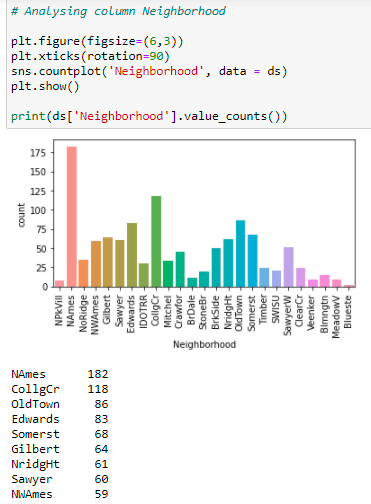 # Analysing column Neighborhood
plt.figure(figsize=(6,3))
plt.xticks(rotation=90)
sns.countplot('Neighborhood', data = ds)
plt.show()
print(ds['Neighborhood'].value_counts())
175
150
125
100
75
50
25
0
count
NPkVill
NAmes
NoRidge
NWAmes
Gilbert
Sawyer
Edwards
IDOTRR
CollgCr
Mitchel
Crawfor
BrDale
StoneBr
BrkSide
NridgHt
OldTown
Somerst
Timber
SWISU
SawyerW
ClearCr
Veenker
Blmngtn
MeadowV
Blueste
Neighborhood
NAmes 182
CollgCr 118
OldTown 86
Edwards 83
Somerst 68
Gilbert 64
NridgHt 61
Sawyer 60
NWAmes 59